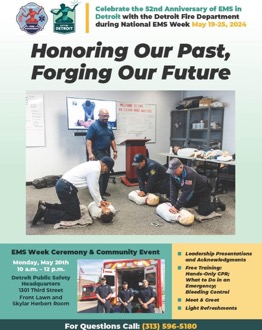 Celebrate the 52nd Anniversary of EMS in
Detroit with the Detroit Fire Department
during National EMS Week May 19-25, 2024
DETROIT
Honoring Our Past,
Forging Our Future
EMS Week Ceremony & Community Event
Monday, May 20th
10 a.m. – 12 p.m.
Detroit Public Safety
Headquarters
1301 Third Street
Front Lawn and
Skylar Herbert Room
Leadership Presentations
and Acknowledgments
Free Training:
Hands-Only CPR;
What to Do in an
Emergency;
Bleeding Control
Meet & Greet
Light Refreshments
For Questions Call: (313) 596-5180